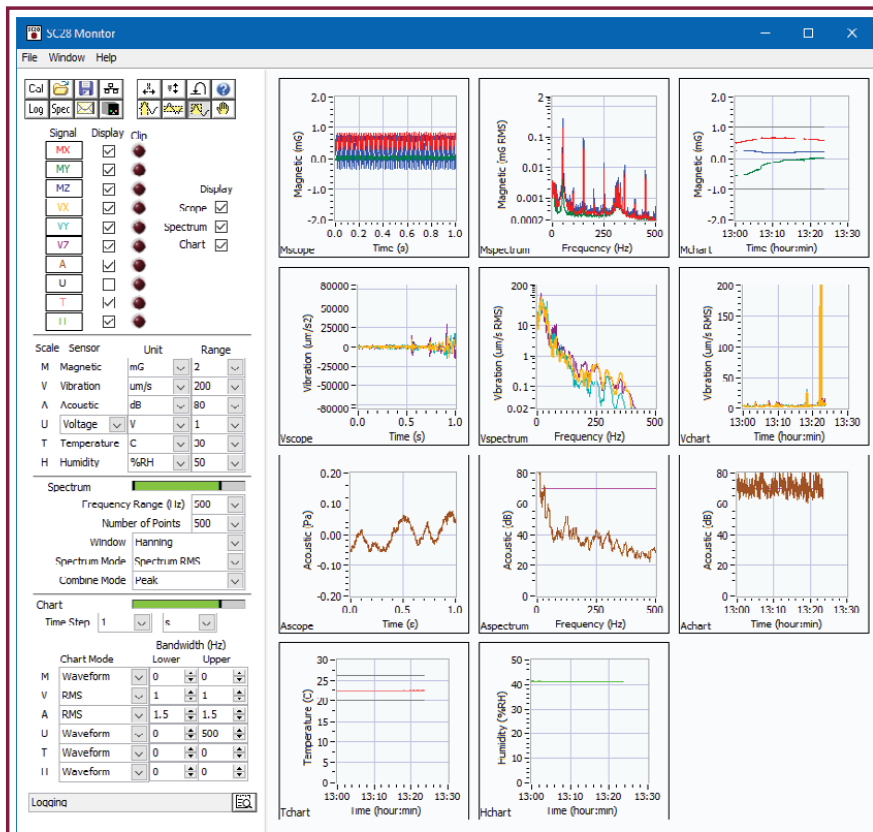 SC28 Monitor
File Window Help
Cal
Log Spec
Signal Display Clip
MX
MY
MZ
VX
VY
VZ
A
U
T
H
Display
Scope
Spectrum
Chart
Scale Sensor Unit Range
M Magnetic mG 2
V Vibration um/s 200
A Acoustic dB 80
U Voltage V 1
T Temperature C 30
H Humidity %RH 50
Spectrum
Frequency Range (Hz) 500
Number of Points 500
Window Hanning
Spectrum Mode Spectrum RMS
Combine Mode Peak
Chart
Time Step 1 s
Bandwidth (Hz)
Chart Mode Lower Upper
M Waveform 0 0
V RMS 1 1
A RMS 1.5 1.5
U Waveform 0 500
T Waveform 0 0
H Waveform 0 0
Logging
Magnetic (mG)
2.0
1.0
0.0
-1.0
-2.0
0.0 0.2 0.4 0.6 0.8 1.0
Mscope Time (s)
Magnetic (mG RMS)
2
0.1
0.01
0.001
0.0002
0 250 500
Mspectrum Frequency (Hz)
Magnetic (mG)
2.0
1.0
0.0
-1.0
-2.0
13:00 13:10 13:20 13:30
Mchart Time (hour:min)
Vibration (um/s2)
80000
50000
25000
0
-25000
-50000
-80000
0.0 0.5 1.0
Vscope Time (s)
Vibration (um/s RMS)
200
10
1
0.1
0.02
0 250 500
Vspectrum Frequency (Hz)
Vibration (um/s RMS)
200
150
100
50
0
13:00 13:10 13:20 13:30
Vchart Time (hour:min)
Acoustic (Pa)
0.20
0.10
0.00
-0.10
-0.20
0.0 0.5 1.0
Ascope Time (s)
Acoustic (dB)
80
60
40
20
0
0 250 500
Aspectrum Frequency (Hz)
Acoustic (dB)
80
60
40
20
0
13:00 13:10 13:20 13:30
Achart Time (hour:min)
Temperature (C)
30
25
20
15
10
5
0
13:00 13:10 13:20 13:30
Tchart Time (hour:min)
Humidity (%RH)
50
40
30
20
10
0
13:00 13:10 13:20 13:30
Hchart Time (hour:min)